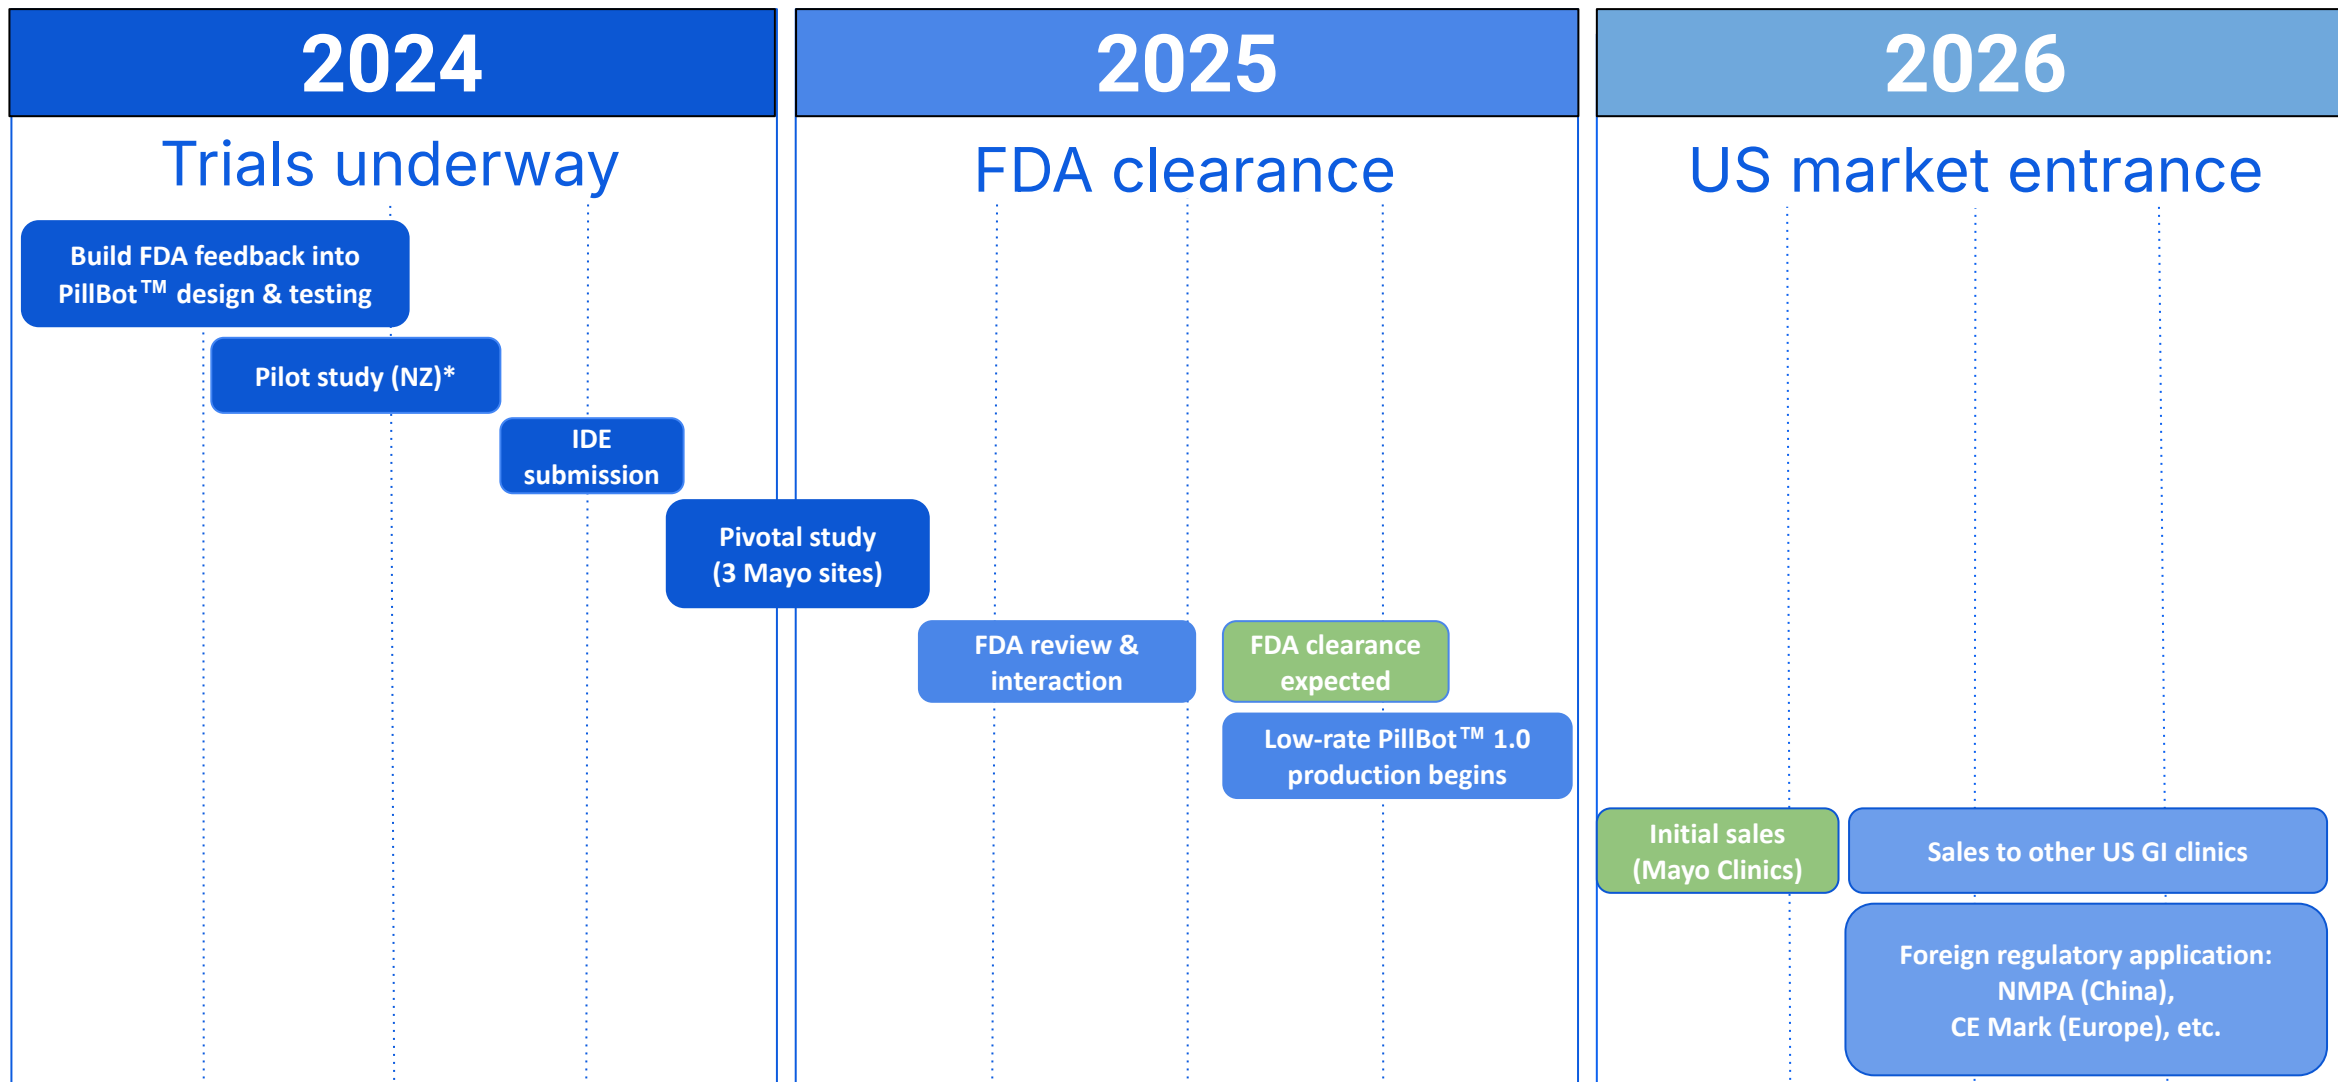 2024
2025
2026
Trials underway
FDA clearance
US market entrance
Build FDA feedback into
PillBot™ design & testing
Pilot study (NZ)*
IDE
submission
Pivotal study
(3 Mayo sites)
FDA review &
interaction
FDA clearance
expected
Low-rate PillBot™ 1.0
production begins
Initial sales
(Mayo Clinics)
Sales to other US GI clinics
Foreign regulatory application:
NMPA (China),
CE Mark (Europe), etc.